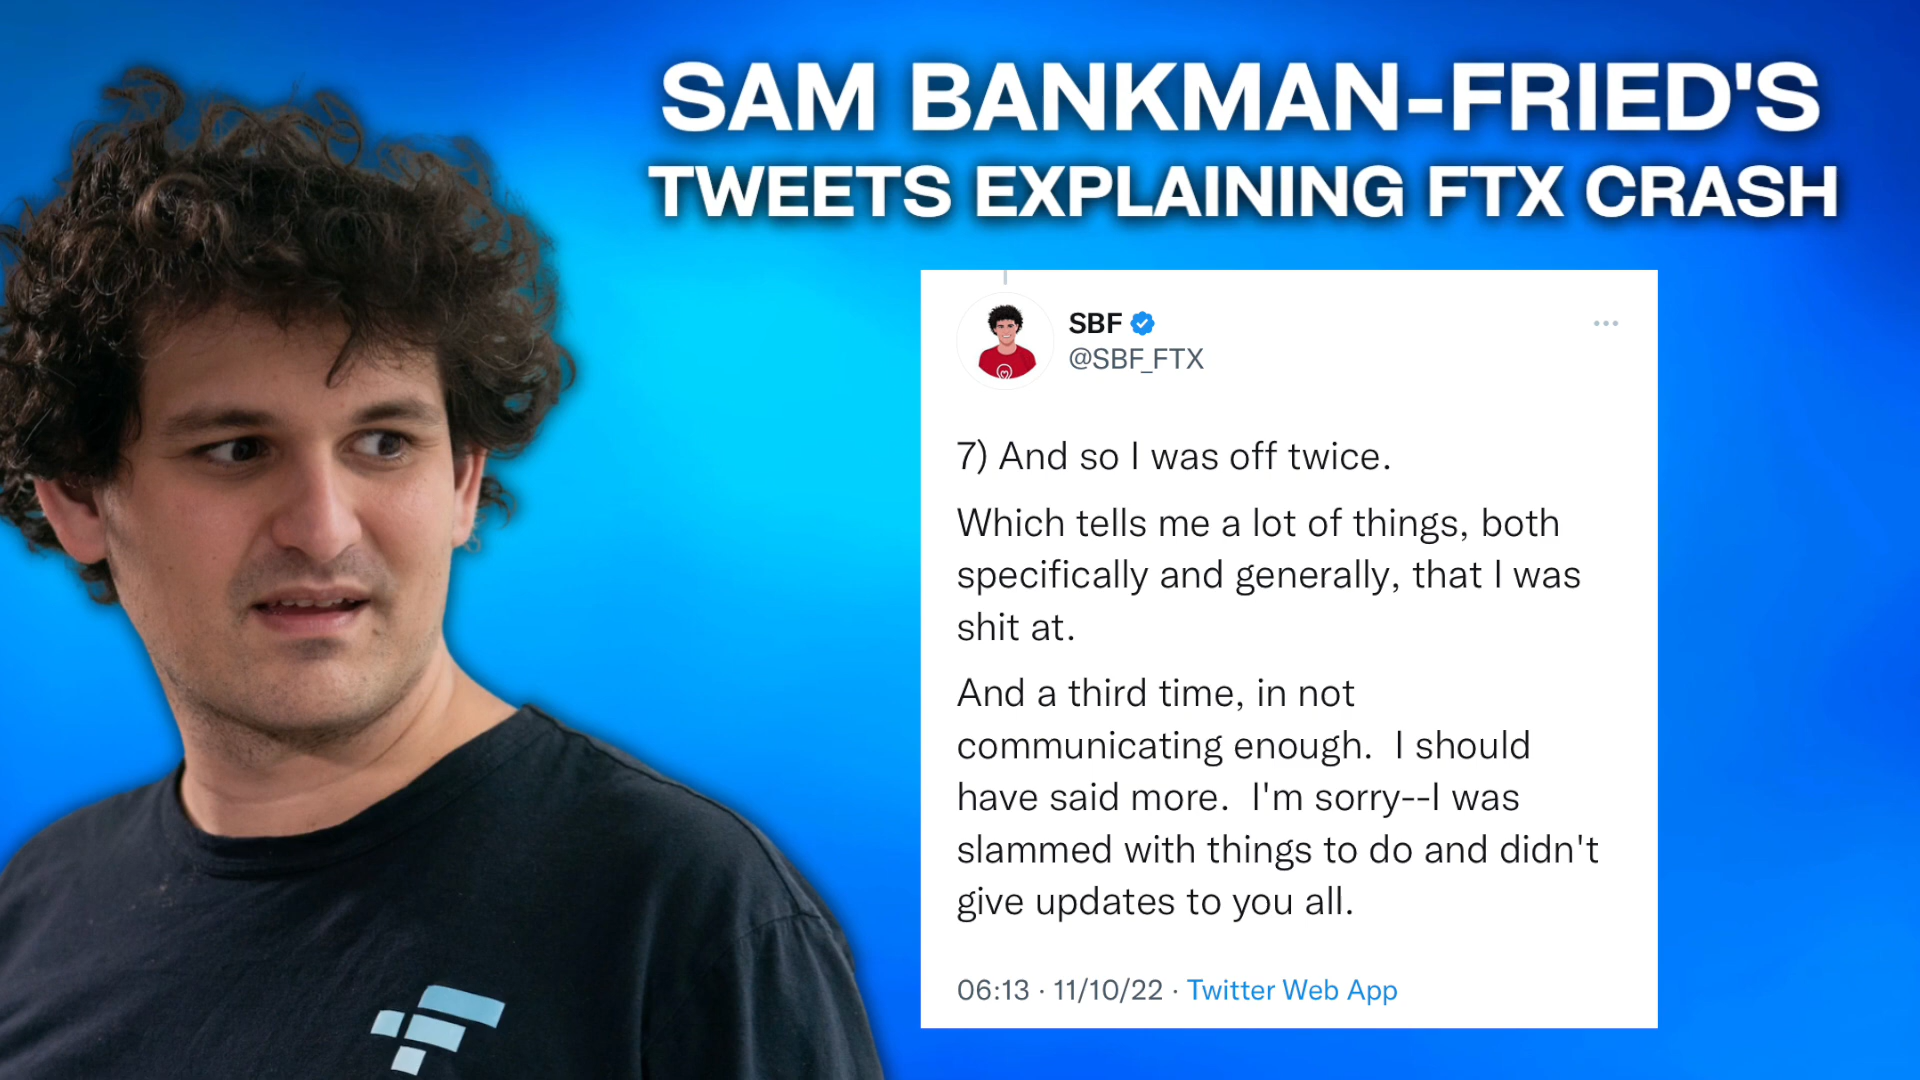 SAM BANKMAN-FRIED'S
TWEETS EXPLAINING FTX CRASH
SBF
@SBF_FTX
7) And so I was off twice.
Which tells me a lot of things, both
specifically and generally, that I was
shit at.
And a third time, in not
communicating enough.  I should
have said more.  I'm sorry--I was
slammed with things to do and didn't
give updates to you all.
06:13 · 11/10/22 · Twitter Web App